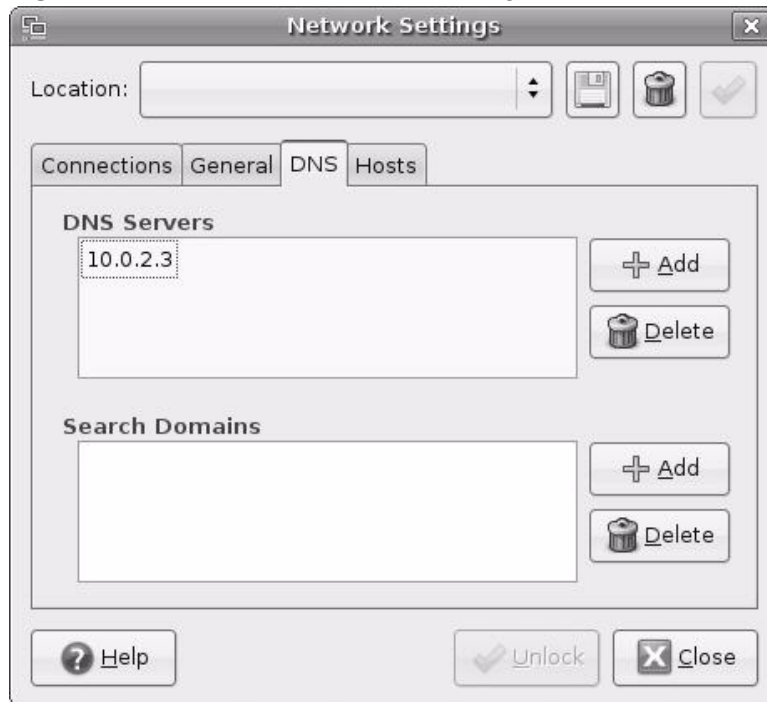 Network Settings
Location:
Connections General DNS Hosts
DNS Servers
10.0.2.3
Add
Delete
Search Domains
Add
Delete
Help Unlock Close